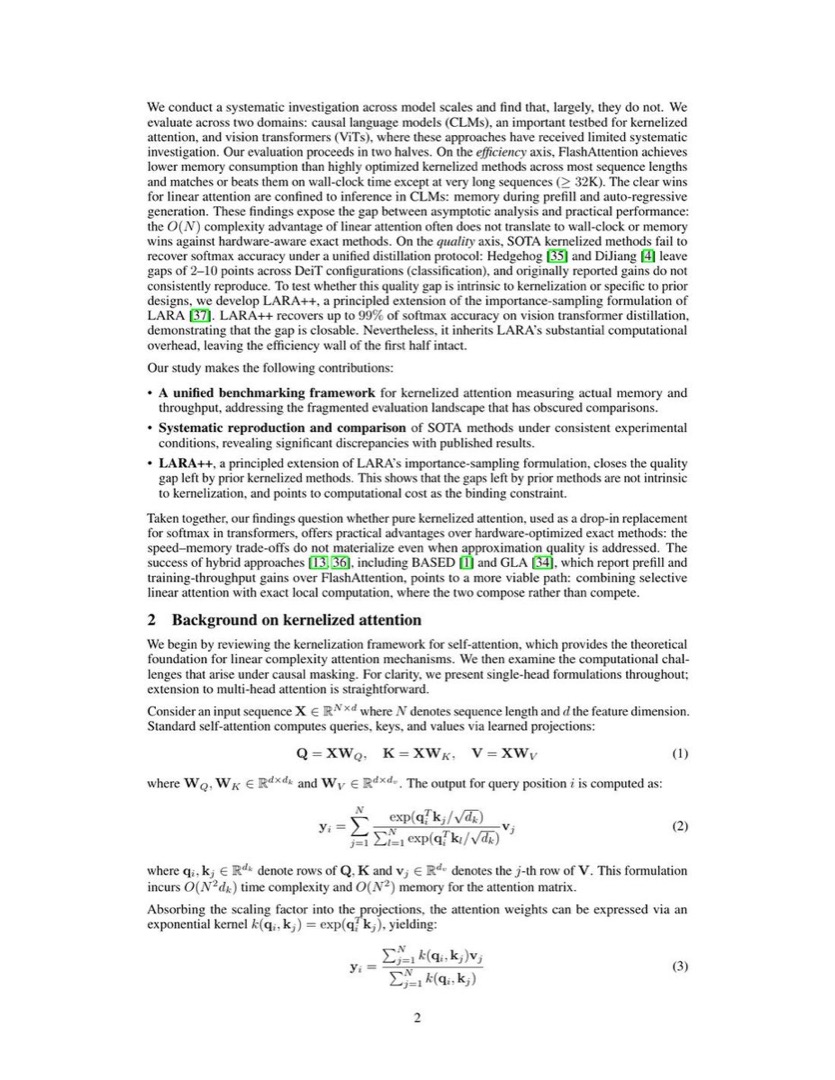 We conduct a systematic investigation across model scales and find that, largely, they do not. We
evaluate across two domains: causal language models (CLMs), an important testbed for kernelized
attention, and vision transformers (ViTs), where these approaches have received limited systematic
investigation. Our evaluation proceeds in two halves. On the efficiency axis, FlashAttention achieves
lower memory consumption than highly optimized kernelized methods across most sequence lengths
and matches or beats them on wall-clock time except at very long sequences (≥ 32K). The clear wins
for linear attention are confined to inference in CLMs: memory during prefill and auto-regressive
generation. These findings expose the gap between asymptotic analysis and practical performance:
the O(N) complexity advantage of linear attention often does not translate to wall-clock or memory
wins against hardware-aware exact methods. On the quality axis, SOTA kernelized methods fail to
recover softmax accuracy under a unified distillation protocol: Hedgehog [35] and DiJiang [4] leave
gaps of 2–10 points across DeiT configurations (classification), and originally reported gains do not
consistently reproduce. To test whether this quality gap is intrinsic to kernelization or specific to prior
designs, we develop LARA++, a principled extension of the importance-sampling formulation of
LARA [37]. LARA++ recovers up to 99% of softmax accuracy on vision transformer distillation,
demonstrating that the gap is closable. Nevertheless, it inherits LARA's substantial computational
overhead, leaving the efficiency wall of the first half intact.
Our study makes the following contributions:
• A unified benchmarking framework for kernelized attention measuring actual memory and
throughput, addressing the fragmented evaluation landscape that has obscured comparisons.
• Systematic reproduction and comparison of SOTA methods under consistent experimental
conditions, revealing significant discrepancies with published results.
• LARA++, a principled extension of LARA's importance-sampling formulation, closes the quality
gap left by prior kernelized methods. This shows that the gaps left by prior methods are not intrinsic
to kernelization, and points to computational cost as the binding constraint.
Taken together, our findings question whether pure kernelized attention, used as a drop-in replacement
for softmax in transformers, offers practical advantages over hardware-optimized exact methods: the
speed–memory trade-offs do not materialize even when approximation quality is addressed. The
success of hybrid approaches [13, 36], including BASED [1] and GLA [34], which report prefill and
training-throughput gains over FlashAttention, points to a more viable path: combining selective
linear attention with exact local computation, where the two compose rather than compete.
2 Background on kernelized attention
We begin by reviewing the kernelization framework for self-attention, which provides the theoretical
foundation for linear complexity attention mechanisms. We then examine the computational chal-
lenges that arise under causal masking. For clarity, we present single-head formulations throughout;
extension to multi-head attention is straightforward.
Consider an input sequence X ∈ ℝ^{N×d} where N denotes sequence length and d the feature dimension.
Standard self-attention computes queries, keys, and values via learned projections:
Q = XW_Q, K = XW_K, V = XW_V (1)
where W_Q, W_K ∈ ℝ^{d×d_k} and W_V ∈ ℝ^{d×d_v}. The output for query position i is computed as:
y_i = ∑_{j=1}^{N} exp(q_i^T k_j/√d_k) / ∑_{l=1}^{N} exp(q_i^T k_l/√d_k) v_j (2)
where q_i, k_j ∈ ℝ^{d_k} denote rows of Q, K and v_j ∈ ℝ^{d_v} denotes the j-th row of V. This formulation
incurs O(N²d_k) time complexity and O(N²) memory for the attention matrix.
Absorbing the scaling factor into the projections, the attention weights can be expressed via an
exponential kernel k(q_i, k_j) = exp(q_i^T k_j), yielding:
y_i = ∑_{j=1}^{N} k(q_i, k_j)v_j / ∑_{j=1}^{N} k(q_i, k_j) (3)
2